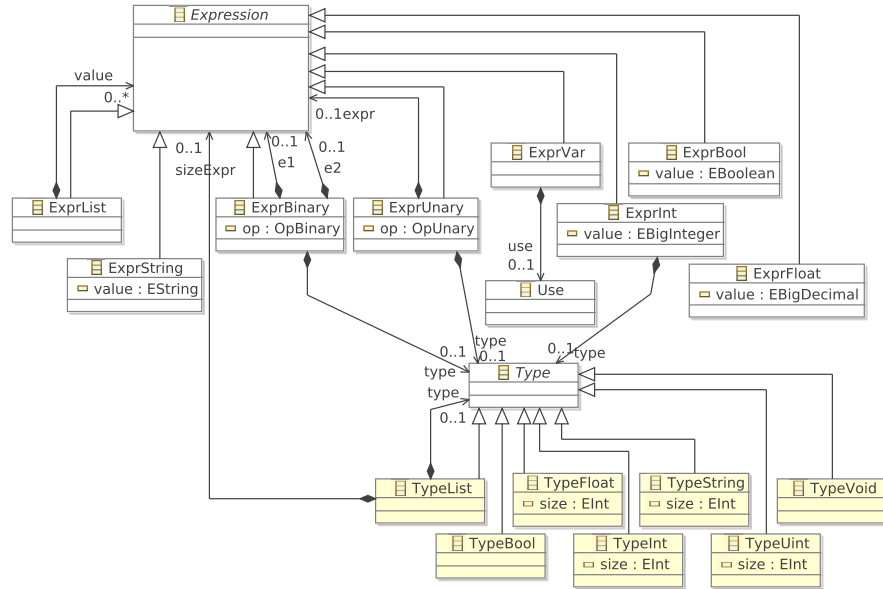 Expression
value
0..*
0..1expr
0..1
sizeExpr
0..1
e1
0..1
e2
ExprVar
ExprBool
value : EBoolean
ExprList
ExprBinary
op : OpBinary
ExprUnary
op : OpUnary
ExprInt
value : EBigInteger
use
0..1
ExprString
value : EString
ExprFloat
value : EBigDecimal
Use
type
0..1
0..1
0..1
type
type
Type
type
0..1
TypeList
TypeFloat
size : EInt
TypeString
size : EInt
TypeVoid
TypeBool
TypeInt
size : EInt
TypeUint
size : EInt